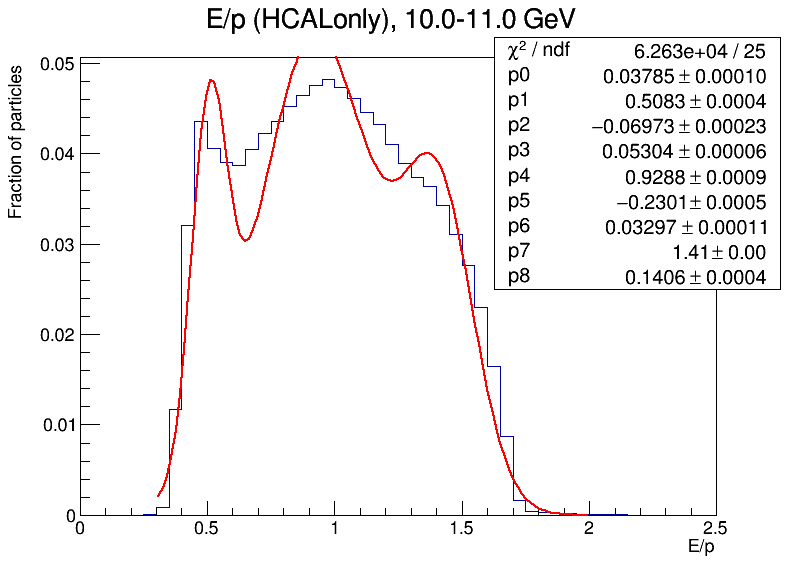 E/p (HCALonly), 10.0-11.0 GeV
χ² / ndf 6.263e+04 / 25
p0 0.03785 ± 0.00010
p1 0.5083 ± 0.0004
p2 −0.06973 ± 0.00023
p3 0.05304 ± 0.00006
p4 0.9288 ± 0.0009
p5 −0.2301 ± 0.0005
p6 0.03297 ± 0.00011
p7 1.41 ± 0.00
p8 0.1406 ± 0.0004
Fraction of particles
0.05
0.04
0.03
0.02
0.01
0
0 0.5 1 1.5 2 2.5
E/p